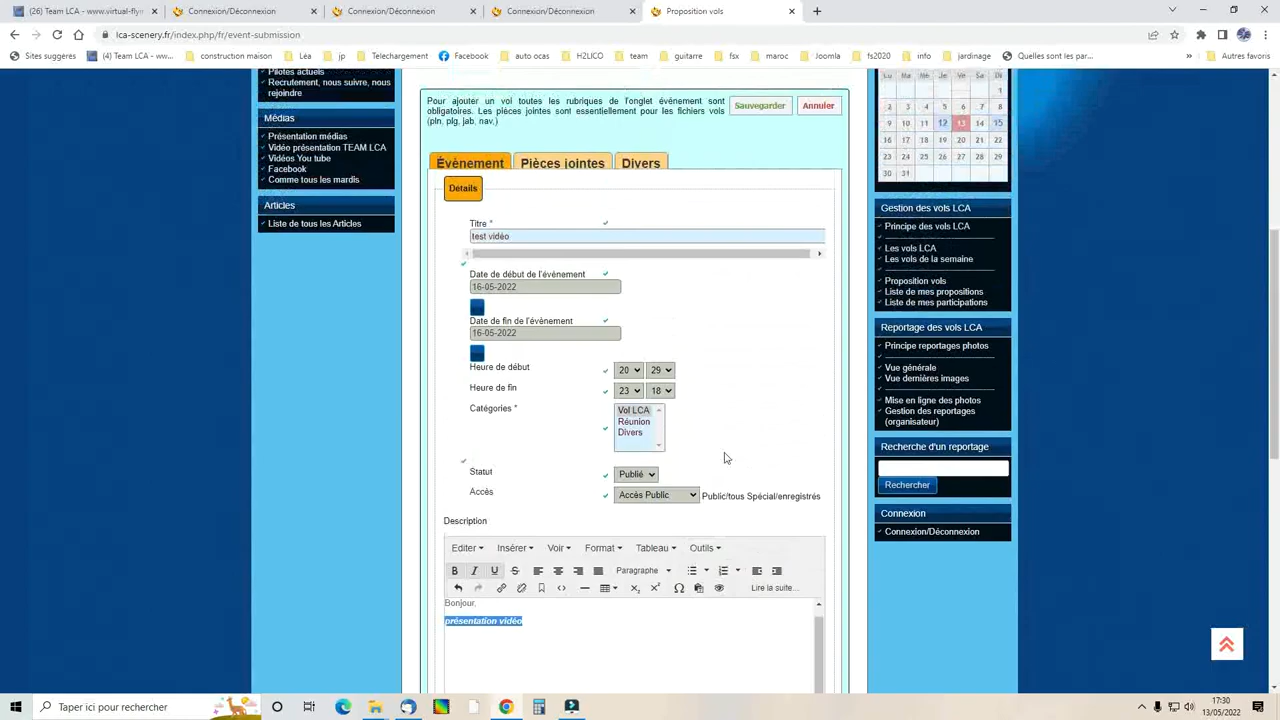 (26) Team LCA - www.virtual-fly
Connexion/Déconnexion
Connexion/Déconnexion
Connexion/Déconnexion
Proposition vols
lca-scenery.fr/index.php/fr/event-submission
Sites suggérés
(4) Team LCA - ww...
construction maison
Léa
jp
Telechargement
Facebook
auto ocas
H2LICO
team
guitarre
fsx
maroc
Joomla
fs2020
info
jardinage
Quelles sont les par...
»
Autres favoris
Pilotes actuels
Recrutement, nous suivre, nous
rejoindre
Médias
Présentation médias
Vidéo présentation TEAM LCA
Vidéos You tube
Facebook
Comme tous les mardis
Articles
Liste de tous les Articles
Pour ajouter un vol toutes les rubriques de l'onglet événement sont
obligatoires. Les pièces jointes sont essentiellement pour les fichiers vols
(pln, plg, jab, nav,)
Sauvegarder
Annuler
Évènement
Pièces jointes
Divers
Détails
Titre *
test vidéo
Date de début de l'évènement
16-05-2022
Date de fin de l'évènement
16-05-2022
Heure de début
20 29
Heure de fin
23 18
Catégories *
Vol LCA
Réunion
Divers
Statut
Publié
Accès
Accès Public
Public/tous Spécial/enregistrés
Description
Editer Insérer Voir Format Tableau Outils
B I U S Paragraphe
Lire la suite...
Bonjour,
présentation vidéo
Lu Ma Me Je Ve Sa Di
1
2 3 4 5 6 7 8
9 10 11 12 13 14 15
16 17 18 19 20 21 22
23 24 25 26 27 28 29
30 31
Gestion des vols LCA
Principe des vols LCA
Les vols LCA
Les vols de la semaine
Proposition vols
Liste de mes propositions
Liste de mes participations
Reportage des vols LCA
Principe reportages photos
Vue générale
Vue dernières images
Mise en ligne des photos
Gestion des reportages
(organisateur)
Recherche d'un reportage
Rechercher
Connexion
Connexion/Déconnexion
Taper ici pour rechercher
17:30
13/05/2022